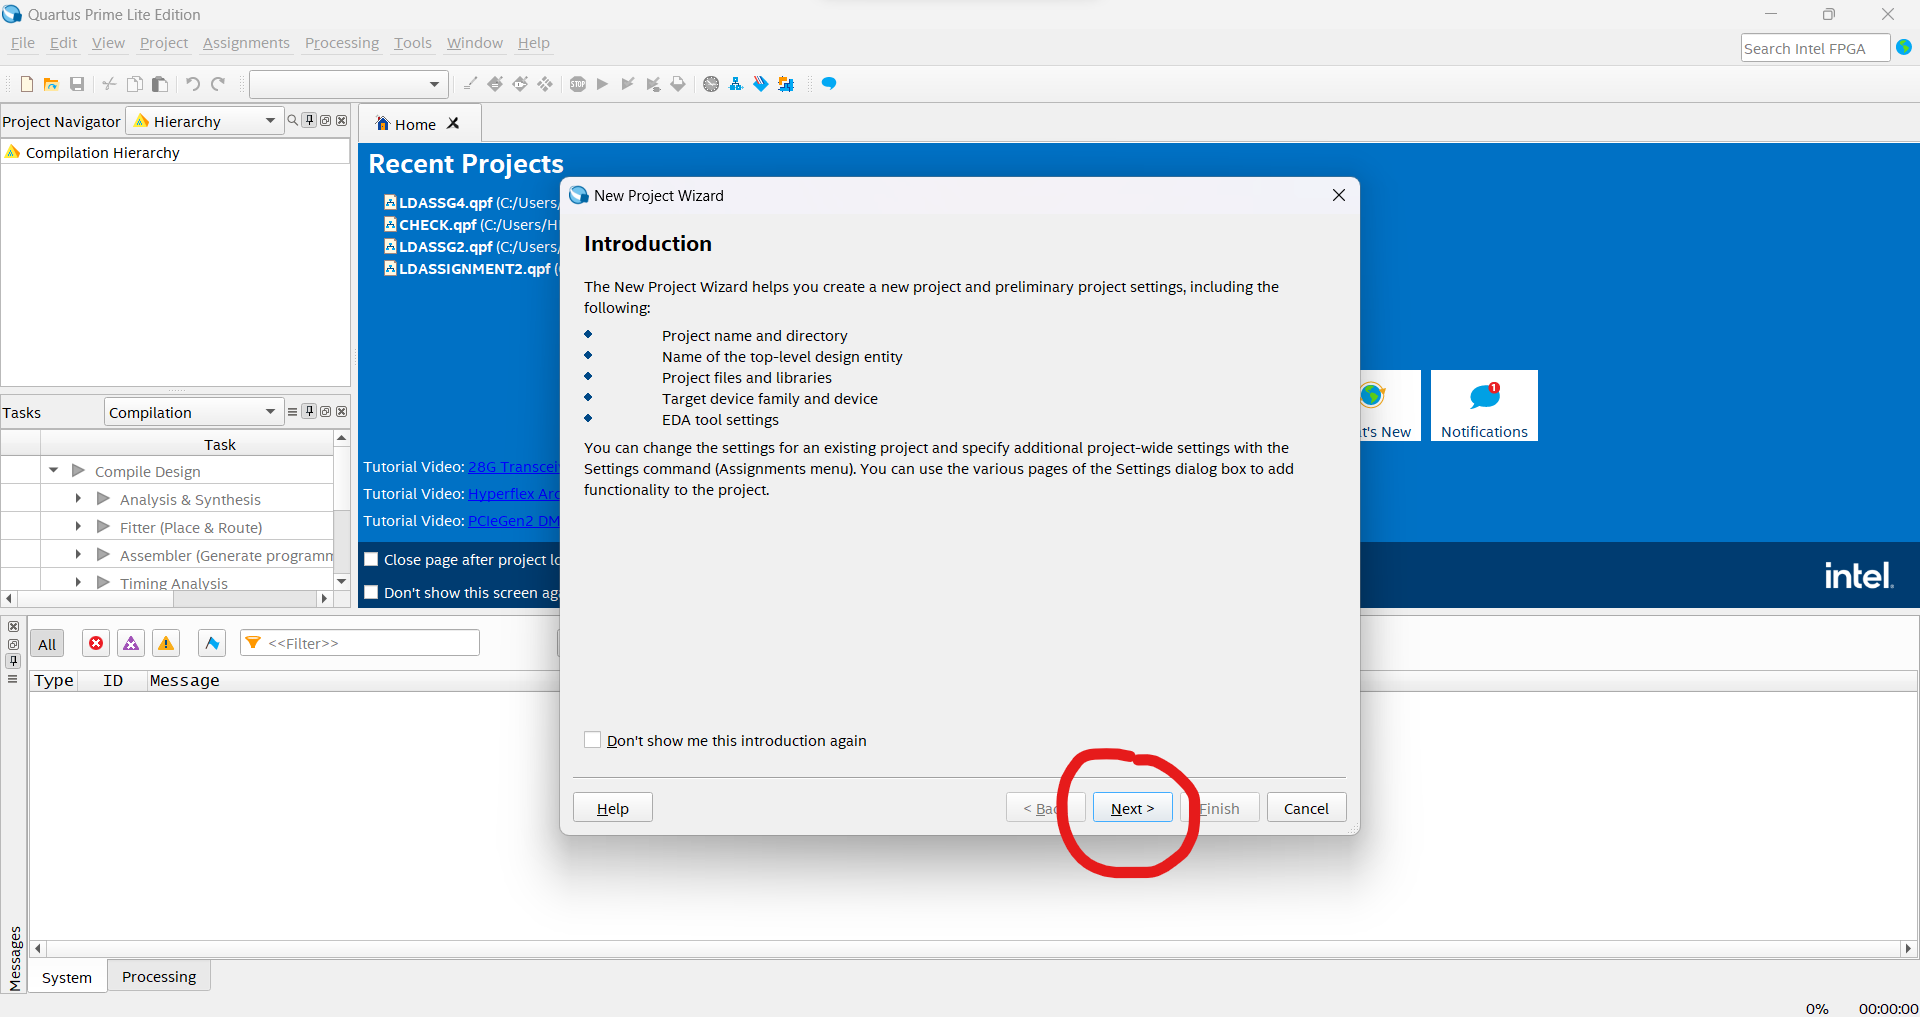 Quartus Prime Lite Edition
File Edit View Project Assignments Processing Tools Window Help
Search Intel FPGA
STOP
Project Navigator Hierarchy
Home
Compilation Hierarchy
Recent Projects
LDASSG4.qpf (C:/Users/
CHECK.qpf (C:/Users/H
LDASSG2.qpf (C:/Users/
LDASSIGNMENT2.qpf (
New Project Wizard
Introduction
The New Project Wizard helps you create a new project and preliminary project settings, including the
following:
Project name and directory
Name of the top-level design entity
Project files and libraries
Target device family and device
EDA tool settings
You can change the settings for an existing project and specify additional project-wide settings with the
Settings command (Assignments menu). You can use the various pages of the Settings dialog box to add
functionality to the project.
Don't show me this introduction again
Help
< Bac
Next >
Finish
Cancel
t's New
1
Notifications
Tasks Compilation
Task
Compile Design
Analysis & Synthesis
Fitter (Place & Route)
Assembler (Generate programm
Timing Analysis
Tutorial Video: 28G Transcei
Tutorial Video: Hyperflex Arc
Tutorial Video: PCIeGen2 DM
Close page after project lo
Don't show this screen aga
intel.
All
<<Filter>>
Type ID Message
Messages
System Processing
0% 00:00:00